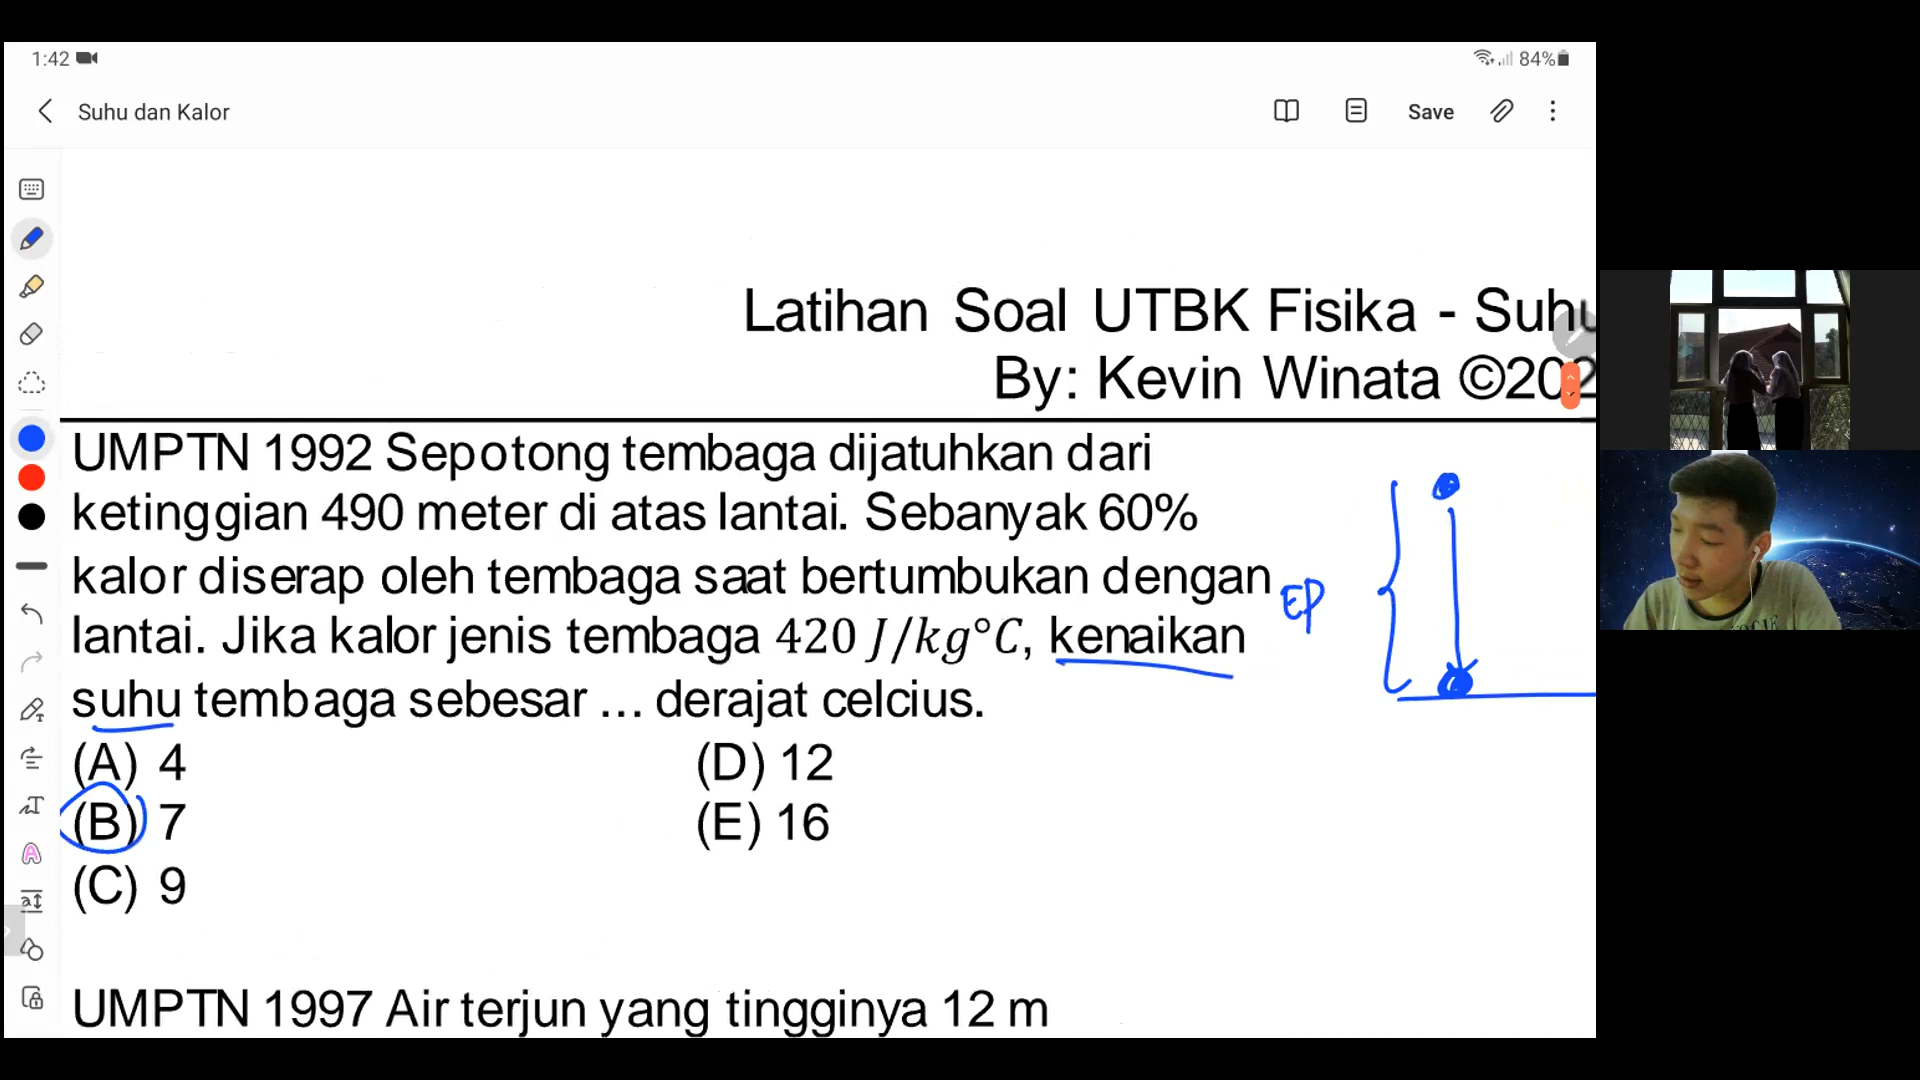 1:42
84%
Suhu dan Kalor
Save
Latihan Soal UTBK Fisika - Suhu
By: Kevin Winata ©202
UMPTN 1992 Sepotong tembaga dijatuhkan dari
ketinggian 490 meter di atas lantai. Sebanyak 60%
kalor diserap oleh tembaga saat bertumbukan dengan
lantai. Jika kalor jenis tembaga 420 J/kg°C, kenaikan
suhu tembaga sebesar ... derajat celcius.
EP
(A) 4
(D) 12
(B) 7
(E) 16
(C) 9
UMPTN 1997 Air terjun yang tingginya 12 m